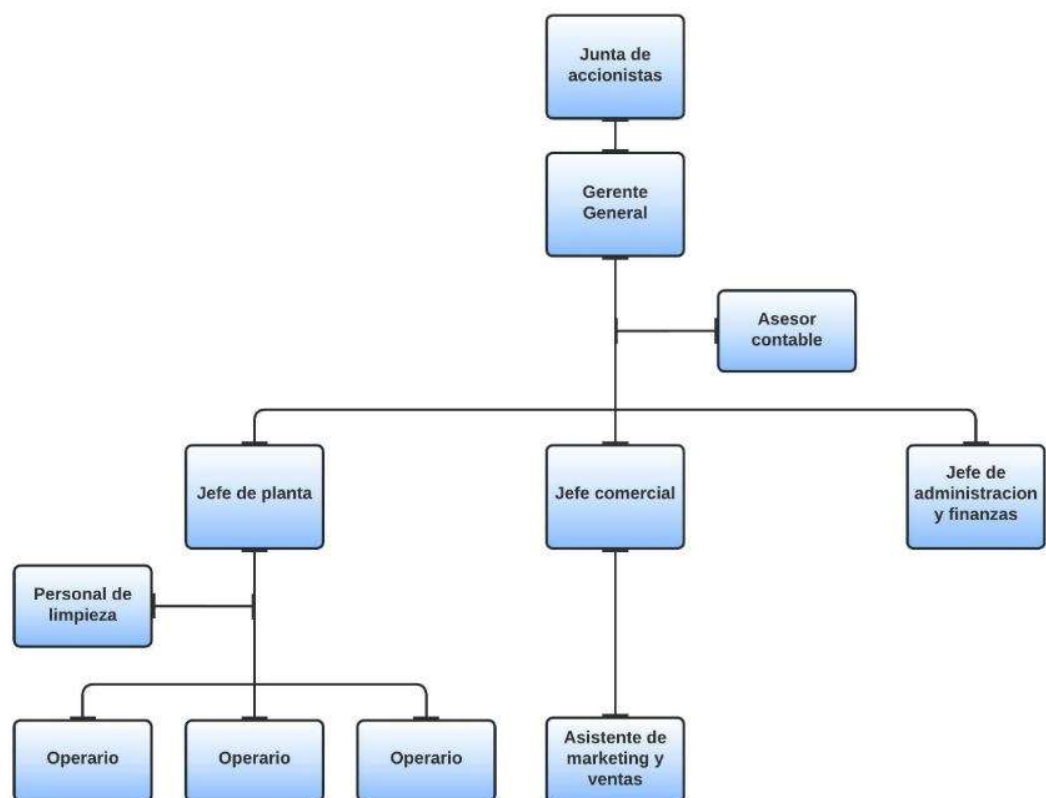 Junta de
accionistas
Gerente
General
Asesor
contable
Jefe de planta
Jefe comercial
Jefe de
administracion
y finanzas
Personal de
limpieza
Operario
Operario
Operario
Asistente de
marketing y
ventas